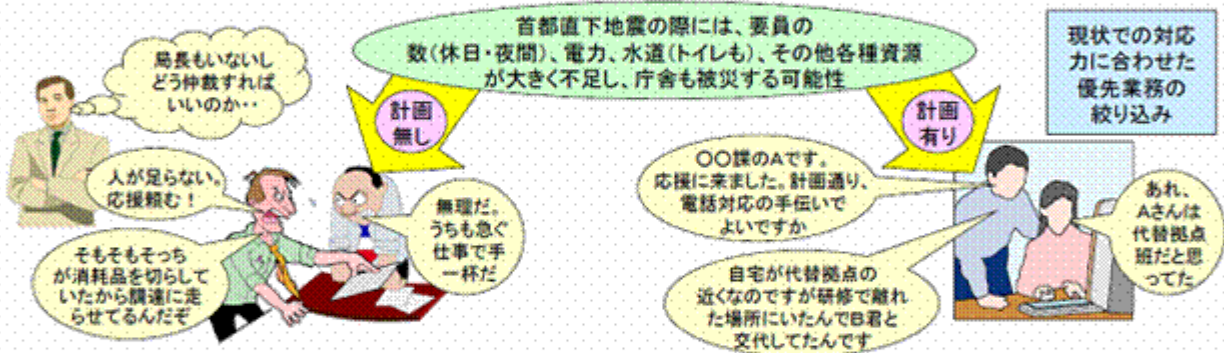 首都直下地震の際には、要員の
数(休日・夜間)、電力、水道(トイレも)、その他各種資源
が大きく不足し、庁舎も被災する可能性
現状での対応
力に合わせた
優先業務の
絞り込み
局長もいないし
どう仲裁すれば
いいのか・・
計画
無し
計画
有り
人が足らない。
応援頼む！
無理だ。
うちも急ぐ
仕事で手
一杯だ
そもそもそっち
が消耗品を切らして
いたから調達に走
らせてるんだぞ
〇〇課のAです。
応援に来ました。計画通り、
電話対応の手伝いで
よいですか
あれ、
Aさんは
代替拠点
班だと思
ってた
自宅が代替拠点の
近くなのですが研修で離れ
た場所にいたんでB君と
交代してたんです